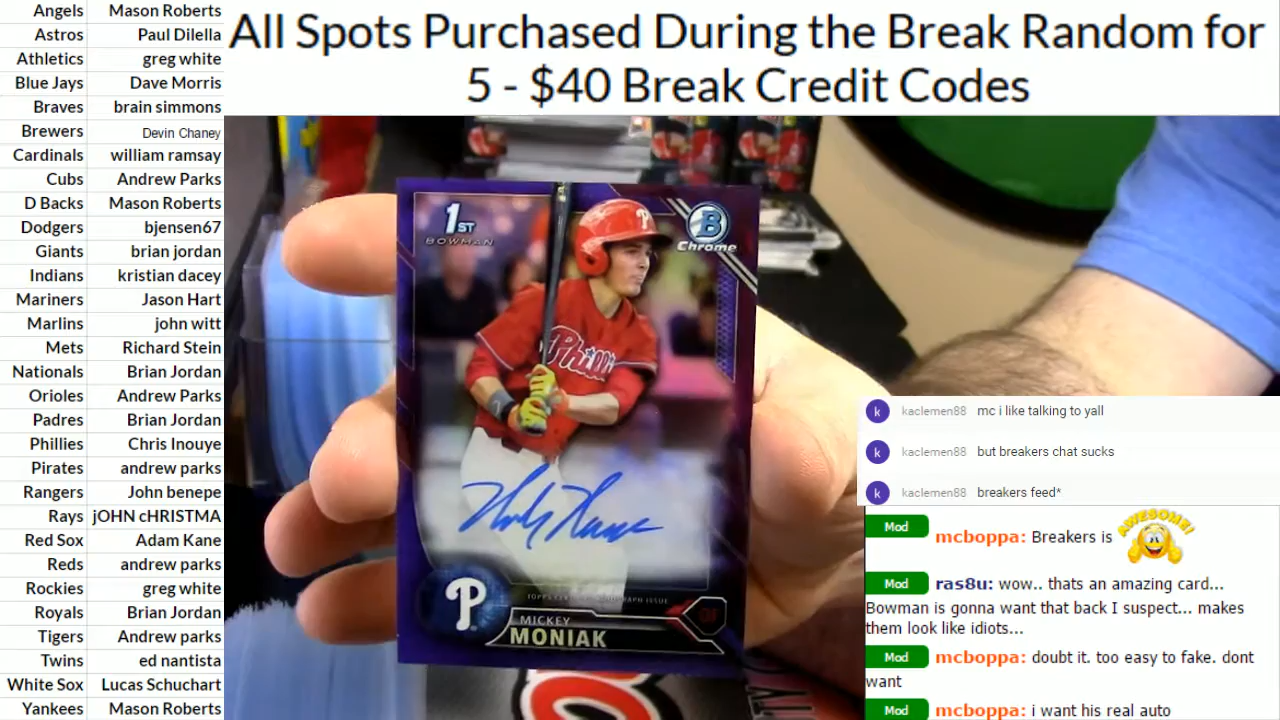 All Spots Purchased During the Break Random for
5 - $40 Break Credit Codes
Angels Mason Roberts
Astros Paul Dilella
Athletics greg white
Blue Jays Dave Morris
Braves brain simmons
Brewers Devin Chaney
Cardinals william ramsay
Cubs Andrew Parks
D Backs Mason Roberts
Dodgers bjensen67
Giants brian jordan
Indians kristian dacey
Mariners Jason Hart
Marlins john witt
Mets Richard Stein
Nationals Brian Jordan
Orioles Andrew Parks
Padres Brian Jordan
Phillies Chris Inouye
Pirates andrew parks
Rangers John benepe
Rays jOHN cHRISTMA
Red Sox Adam Kane
Reds andrew parks
Rockies greg white
Royals Brian Jordan
Tigers Andrew parks
Twins ed nantista
White Sox Lucas Schuchart
Yankees Mason Roberts
1ST
BOWMAN
B
Chrome
P
Phillies
P
OF
MICKEY
MONIAK
k kaclemen88 mc i like talking to yall
k kaclemen88 but breakers chat sucks
k kaclemen88 breakers feed*
AWESOME!
Mod mcboppa: Breakers is
Mod ras8u: wow.. thats an amazing card...
Bowman is gonna want that back I suspect... makes
them look like idiots...
Mod mcboppa: doubt it. too easy to fake. dont
want
Mod mcboppa: i want his real auto